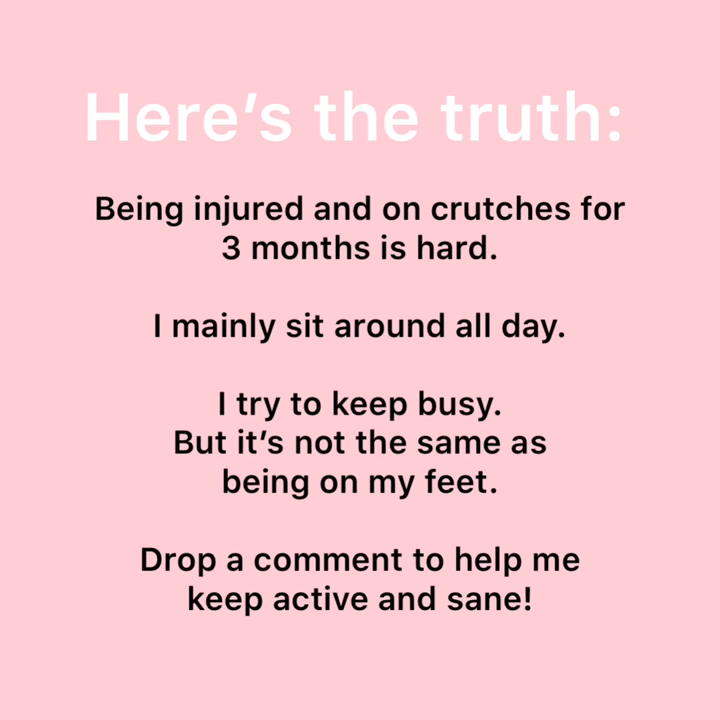 Here’s the truth:
Being injured and on crutches for
3 months is hard.
I mainly sit around all day.
I try to keep busy.
But it’s not the same as
being on my feet.
Drop a comment to help me
keep active and sane!